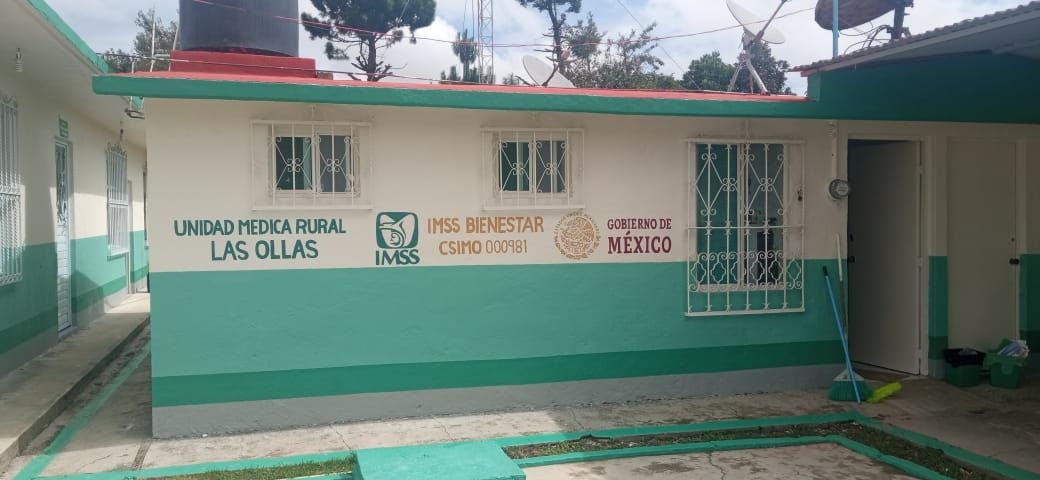 UNIDAD MEDICA RURAL
LAS OLLAS
IMSS
IMSS BIENESTAR
CSIMO 000981
GOBIERNO DE
MÉXICO